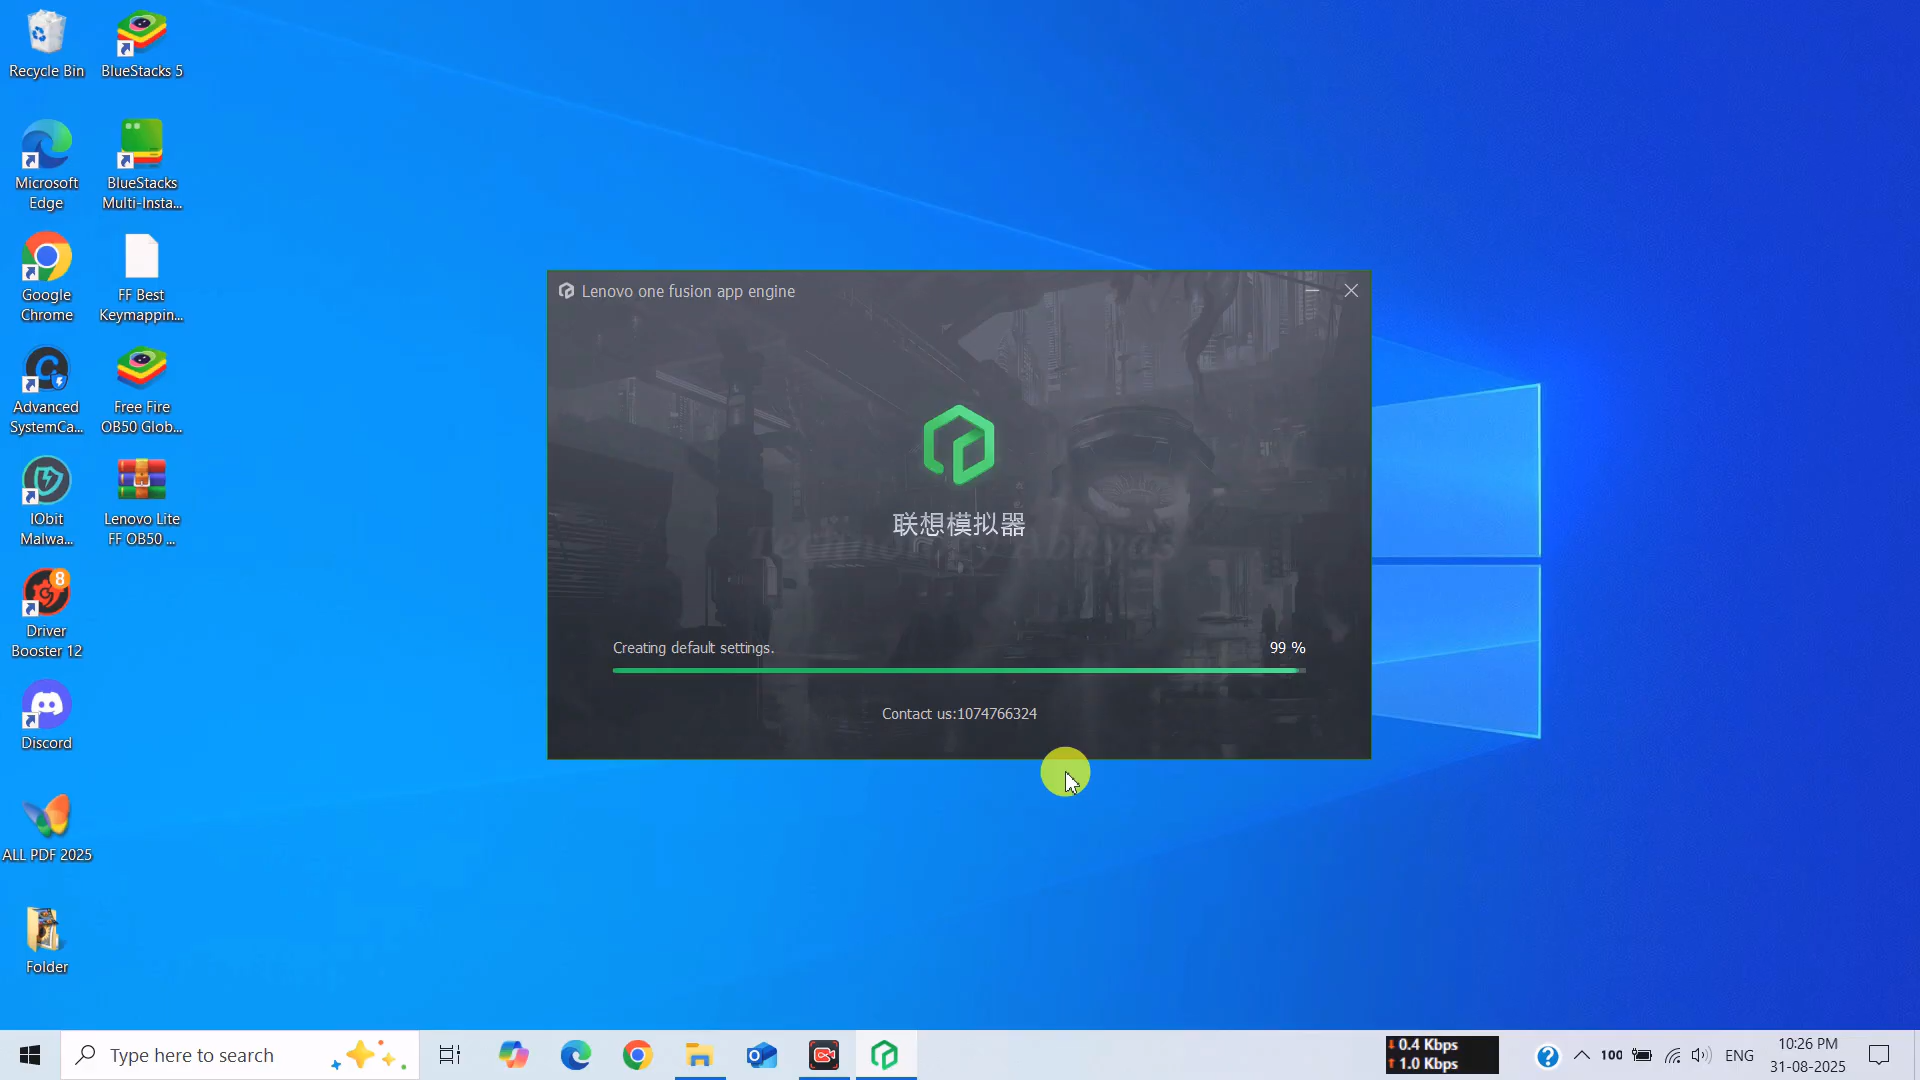 Recycle Bin
BlueStacks 5
Microsoft
Edge
BlueStacks
Multi-Insta...
Google
Chrome
FF Best
Keymappin...
Advanced
SystemCa...
Free Fire
OB50 Glob...
IObit
Malwa...
Lenovo Lite
FF OB50 ...
8
Driver
Booster 12
Discord
ALL PDF 2025
Folder
Lenovo one fusion app engine
联想模拟器
Creating default settings.
99 %
Contact us:1074766324
Type here to search
0.4 Kbps
1.0 Kbps
100
ENG
10:26 PM
31-08-2025